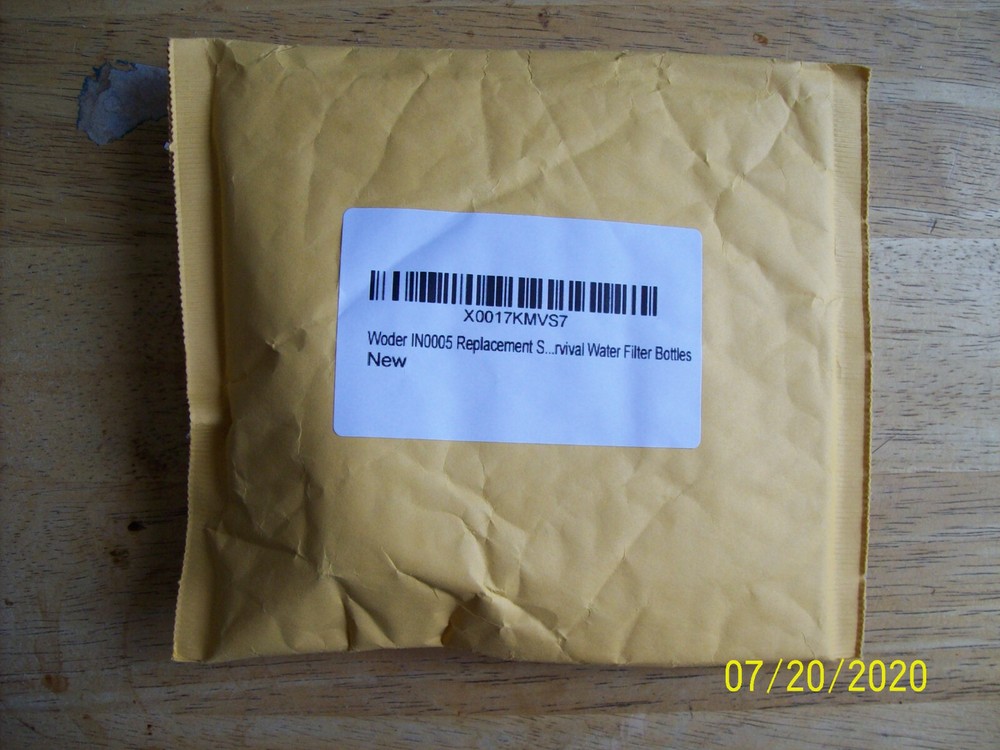 X0017KMVS7
Woder IN0005 Replacement S...rvival Water Filter Bottles
New
07/20/2020